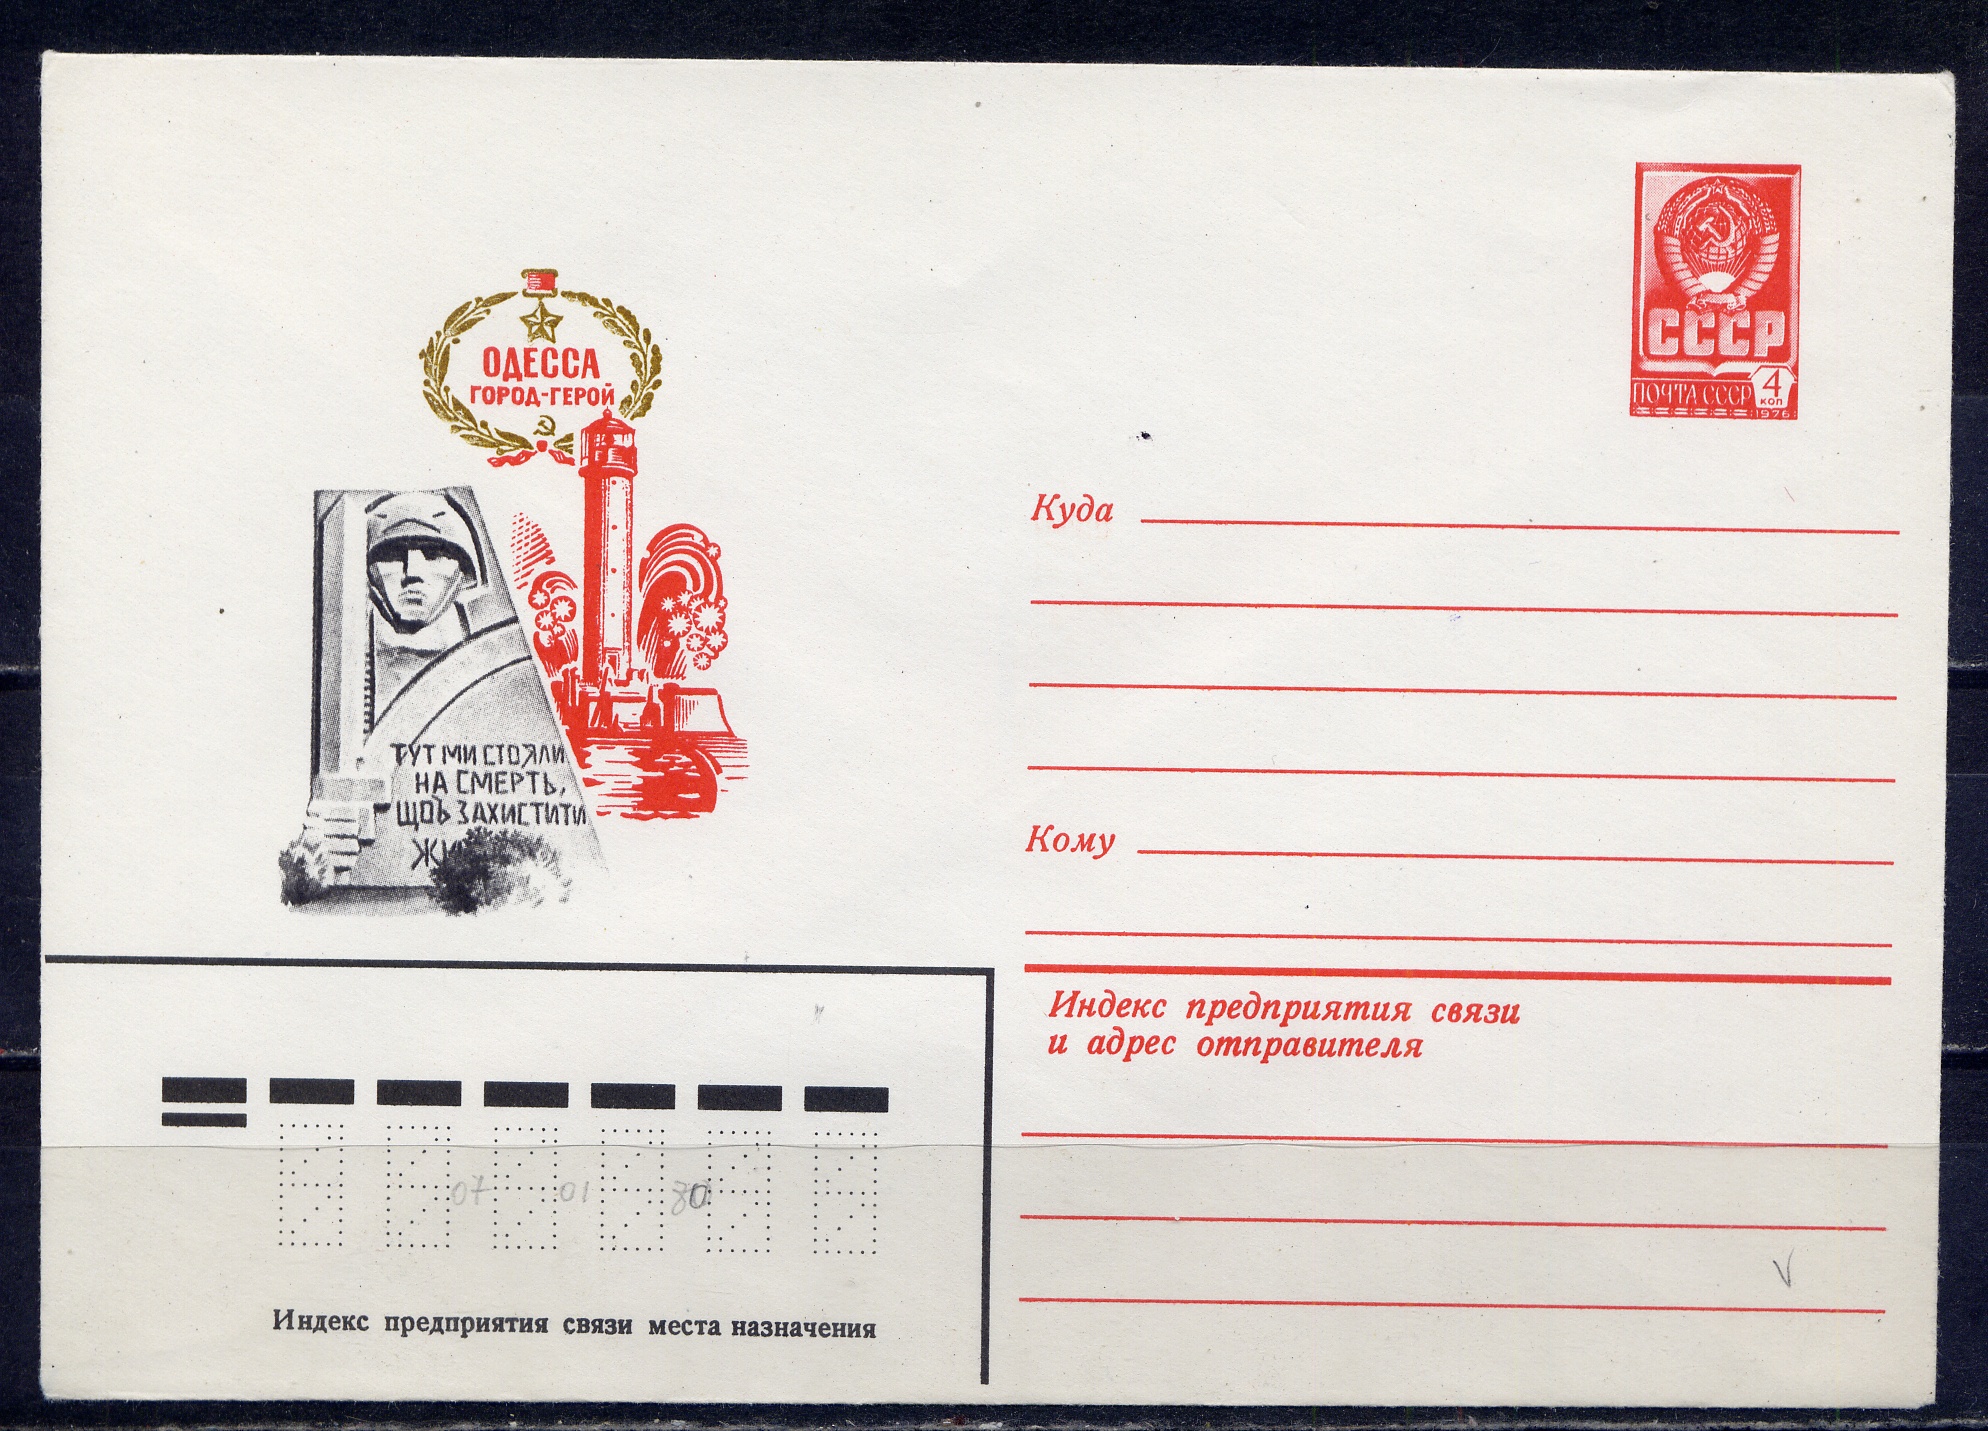 СССР
ПОЧТА СССР 4 коп
1976
ОДЕССА
ГОРОД-ГЕРОЙ
ТУТ МИ СТОЯЛИ
НА СМЕРТЬ,
ЩОБ ЗАХИСТИТИ
Куда
Кому
Индекс предприятия связи
и адрес отправителя
07 01 80
Индекс предприятия связи места назначения